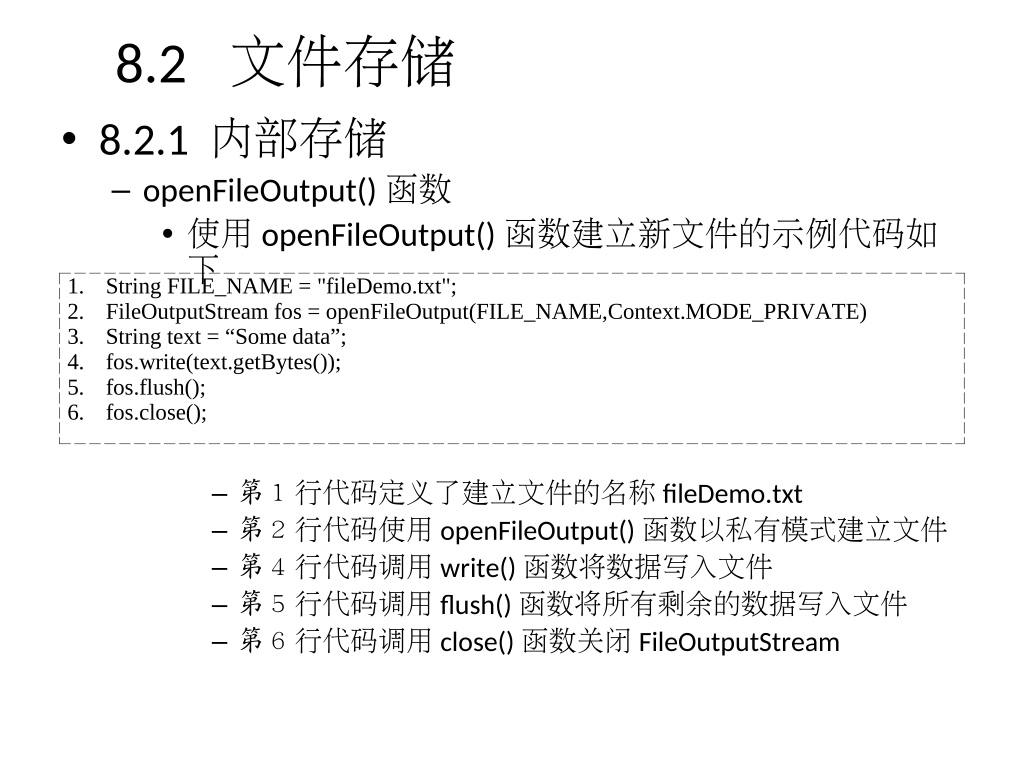 8.2 文件存储
• 8.2.1 内部存储
– openFileOutput() 函数
• 使用 openFileOutput() 函数建立新文件的示例代码如
下
1. String FILE_NAME = "fileDemo.txt";
2. FileOutputStream fos = openFileOutput(FILE_NAME,Context.MODE_PRIVATE)
3. String text = “Some data”;
4. fos.write(text.getBytes());
5. fos.flush();
6. fos.close();
– 第 1 行代码定义了建立文件的名称 fileDemo.txt
– 第 2 行代码使用 openFileOutput() 函数以私有模式建立文件
– 第 4 行代码调用 write() 函数将数据写入文件
– 第 5 行代码调用 flush() 函数将所有剩余的数据写入文件
– 第 6 行代码调用 close() 函数关闭 FileOutputStream